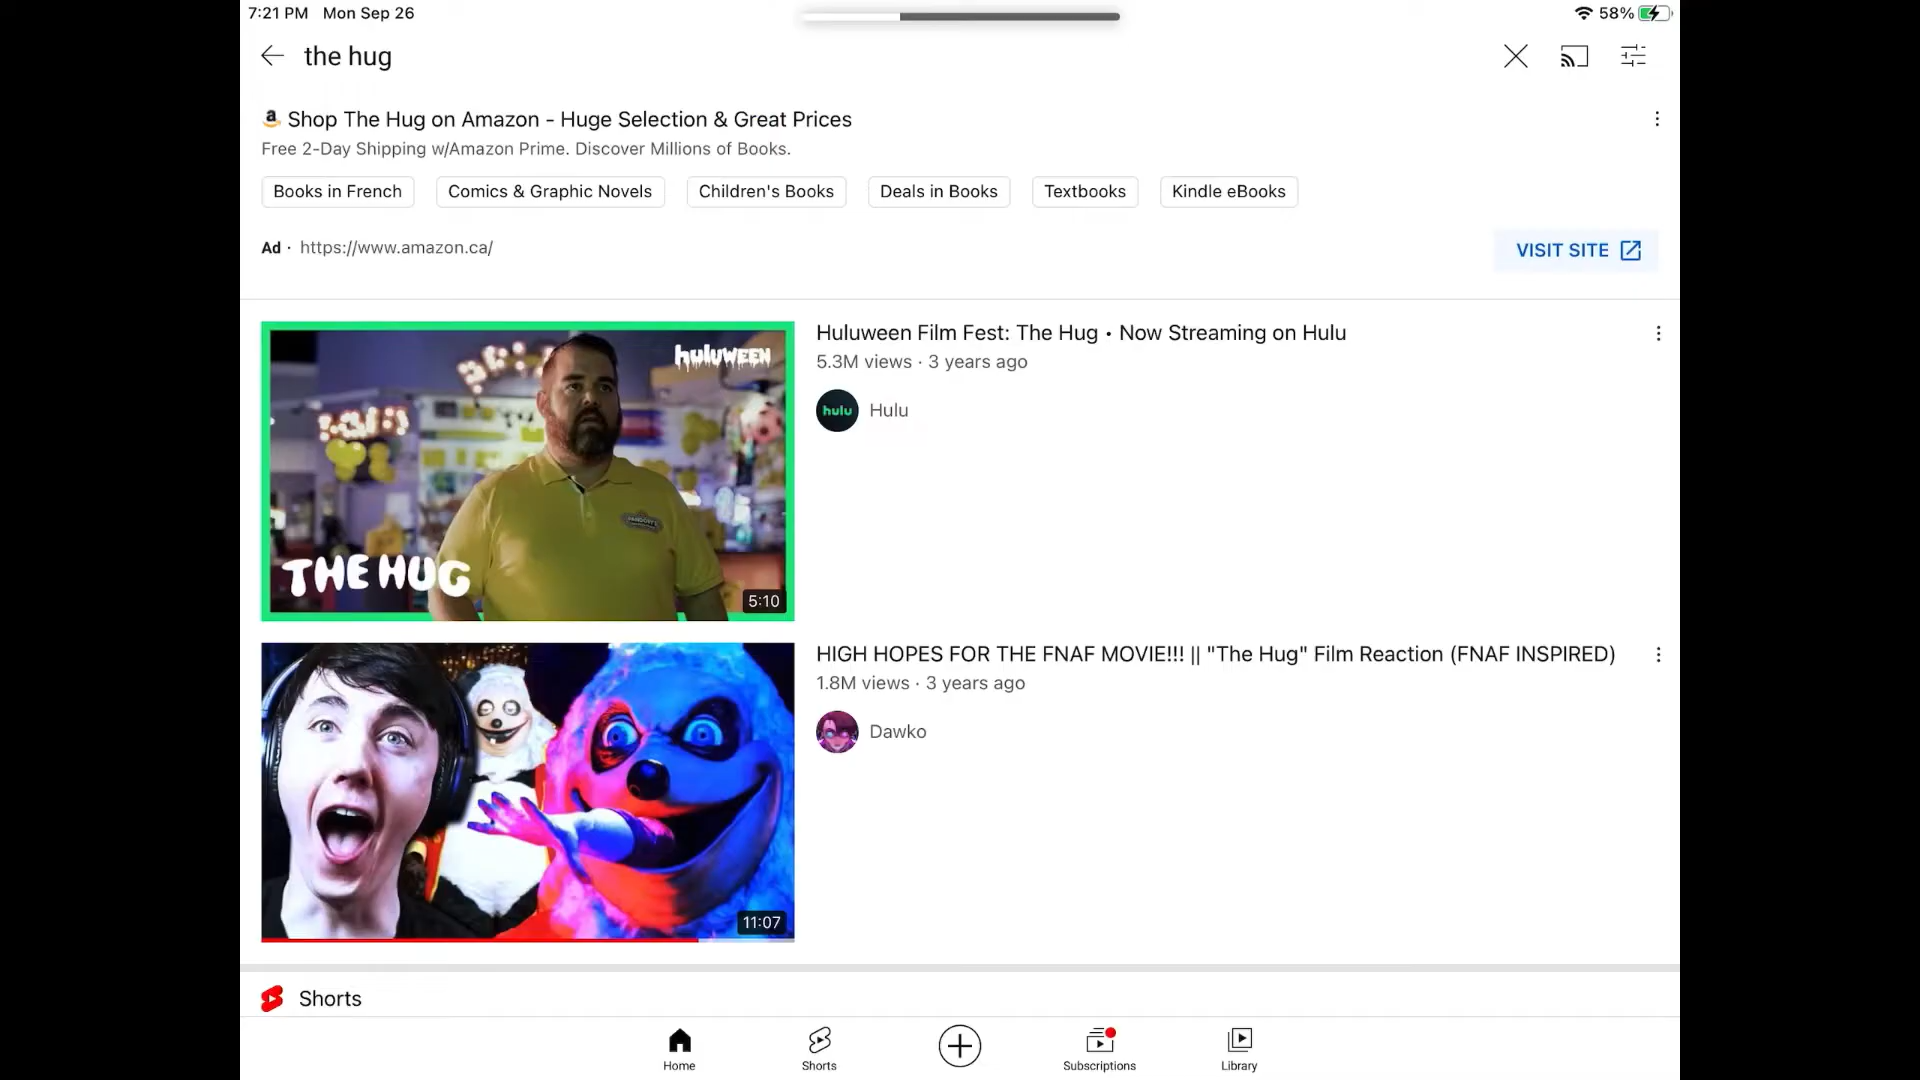 7:21 PM Mon Sep 26
58%
the hug
Shop The Hug on Amazon - Huge Selection & Great Prices
Free 2-Day Shipping w/Amazon Prime. Discover Millions of Books.
Books in French
Comics & Graphic Novels
Children's Books
Deals in Books
Textbooks
Kindle eBooks
Ad · https://www.amazon.ca/
VISIT SITE
huluween
THE HUG
5:10
Huluween Film Fest: The Hug • Now Streaming on Hulu
5.3M views · 3 years ago
hulu
Hulu
11:07
HIGH HOPES FOR THE FNAF MOVIE!!! || "The Hug" Film Reaction (FNAF INSPIRED)
1.8M views · 3 years ago
Dawko
Shorts
Home
Shorts
Subscriptions
Library